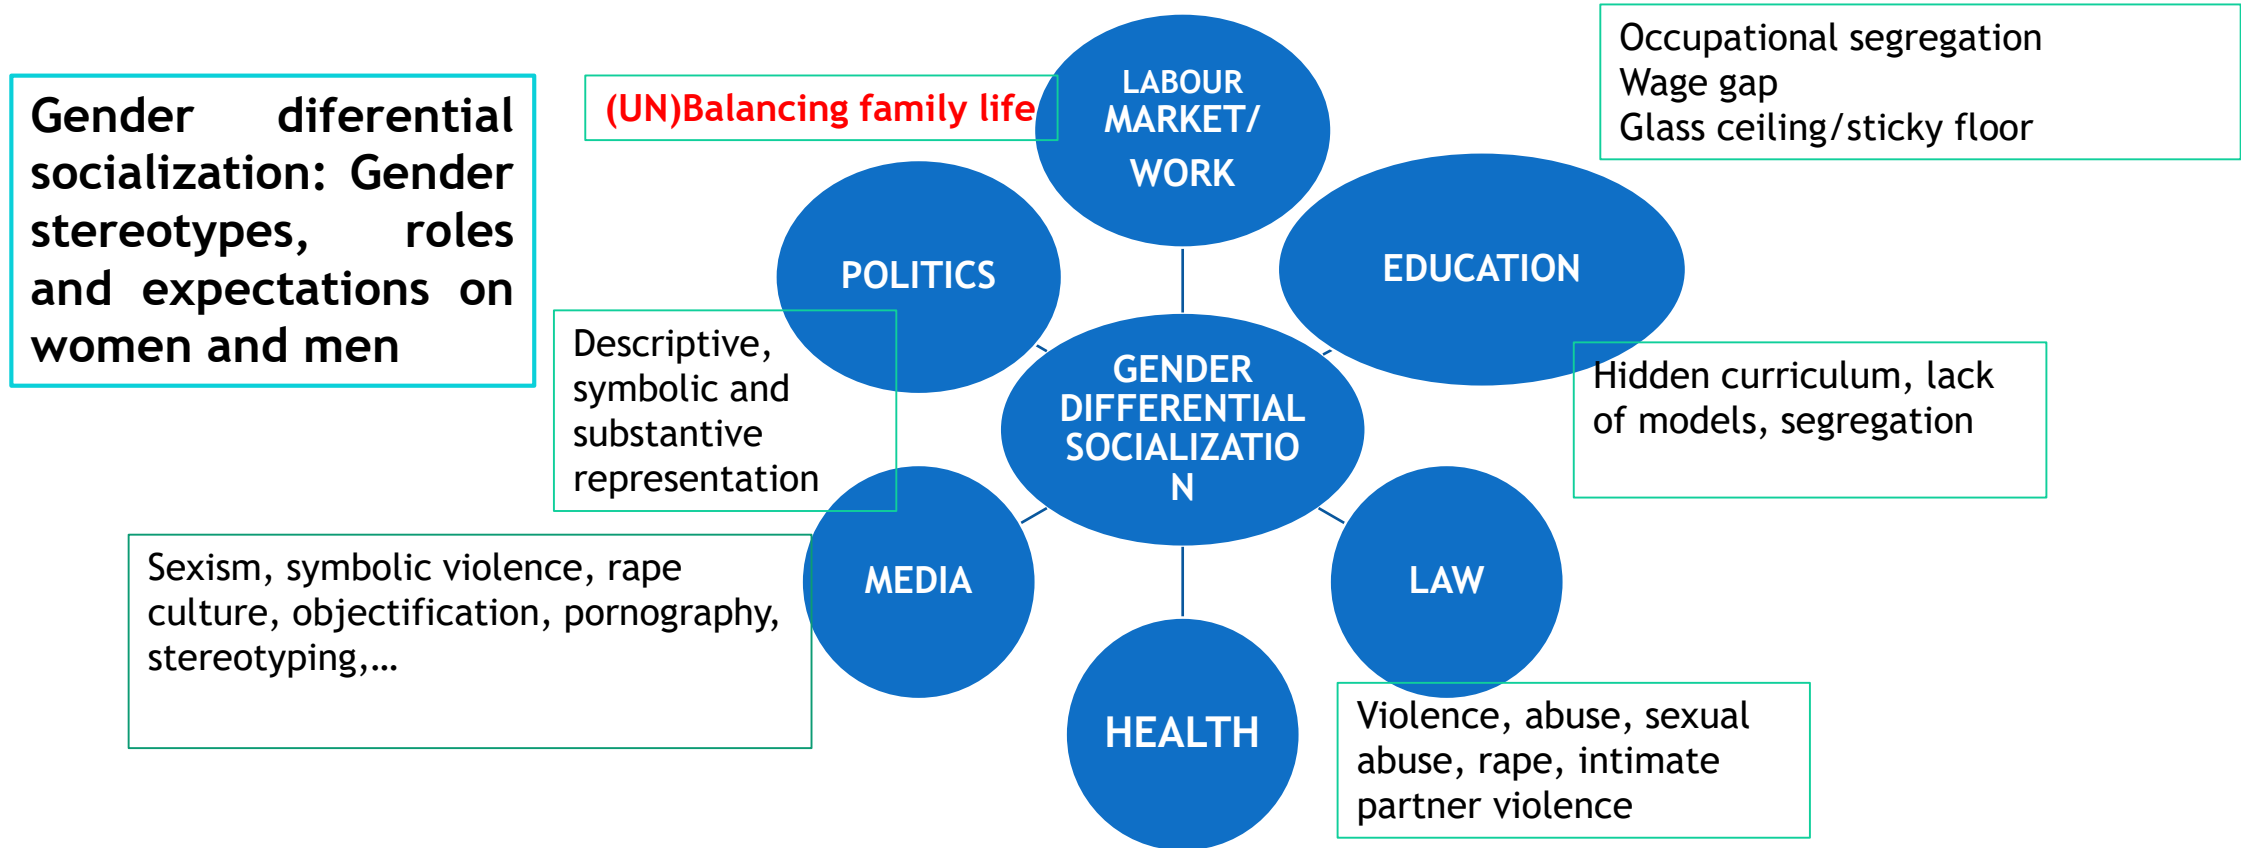 Gender diferential
socialization: Gender
stereotypes, roles
and expectations on
women and men
(UN)Balancing family life
LABOUR
MARKET/
WORK
Occupational segregation
Wage gap
Glass ceiling/sticky floor
POLITICS
EDUCATION
Descriptive,
symbolic and
substantive
representation
GENDER
DIFFERENTIAL
SOCIALIZATIO
N
Hidden curriculum, lack
of models, segregation
Sexism, symbolic violence, rape
culture, objectification, pornography,
stereotyping,…
MEDIA
LAW
HEALTH
Violence, abuse, sexual
abuse, rape, intimate
partner violence